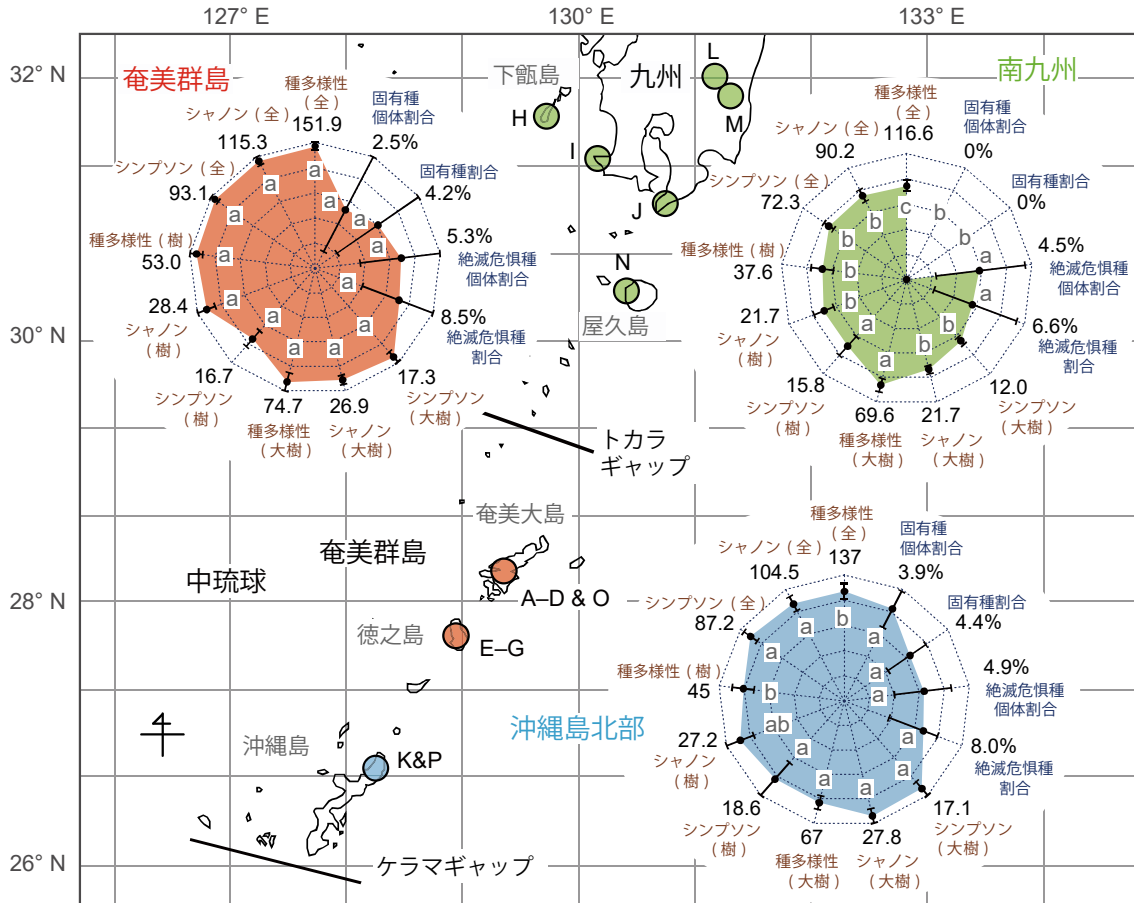 127° E
130° E
133° E
32° N
30° N
28° N
26° N
奄美群島
種多様性
(全)
151.9
固有種
個体割合
2.5%
固有種割合
4.2%
5.3%
絶滅危惧種
個体割合
8.5%
絶滅危惧種
割合
17.3
シンプソン
(大樹)
26.9
シャノン
(大樹)
74.7
種多様性
(大樹)
16.7
シンプソン
(樹)
28.4
シャノン
(樹)
種多様性(樹)
53.0
シンプソン(全)
93.1
シャノン(全)
115.3
a
a
a
a
a
a
a
a
a
a
a
a
a
下甑島
九州
L
M
H
I
J
N
屋久島
南九州
種多様性
(全)
116.6
固有種
個体割合
0%
固有種割合
0%
4.5%
絶滅危惧種
個体割合
6.6%
絶滅危惧種
割合
12.0
シンプソン
(大樹)
21.7
シャノン
(大樹)
69.6
種多様性
(大樹)
15.8
シンプソン
(樹)
21.7
シャノン
(樹)
種多様性(樹)
37.6
シンプソン(全)
72.3
シャノン(全)
90.2
c
b
b
a
a
b
b
a
a
b
b
b
b
トカラ
ギャップ
奄美大島
奄美群島
中琉球
A–D & O
徳之島
E–G
沖縄島
K&P
ケラマギャップ
沖縄島北部
種多様性
(全)
137
固有種
個体割合
3.9%
固有種割合
4.4%
4.9%
絶滅危惧種
個体割合
8.0%
絶滅危惧種
割合
17.1
シンプソン
(大樹)
27.8
シャノン
(大樹)
67
種多様性
(大樹)
18.6
シンプソン
(樹)
27.2
シャノン
(樹)
種多様性(樹)
45
シンプソン(全)
87.2
シャノン(全)
104.5
b
a
a
a
a
a
a
a
a
ab
b
a
a